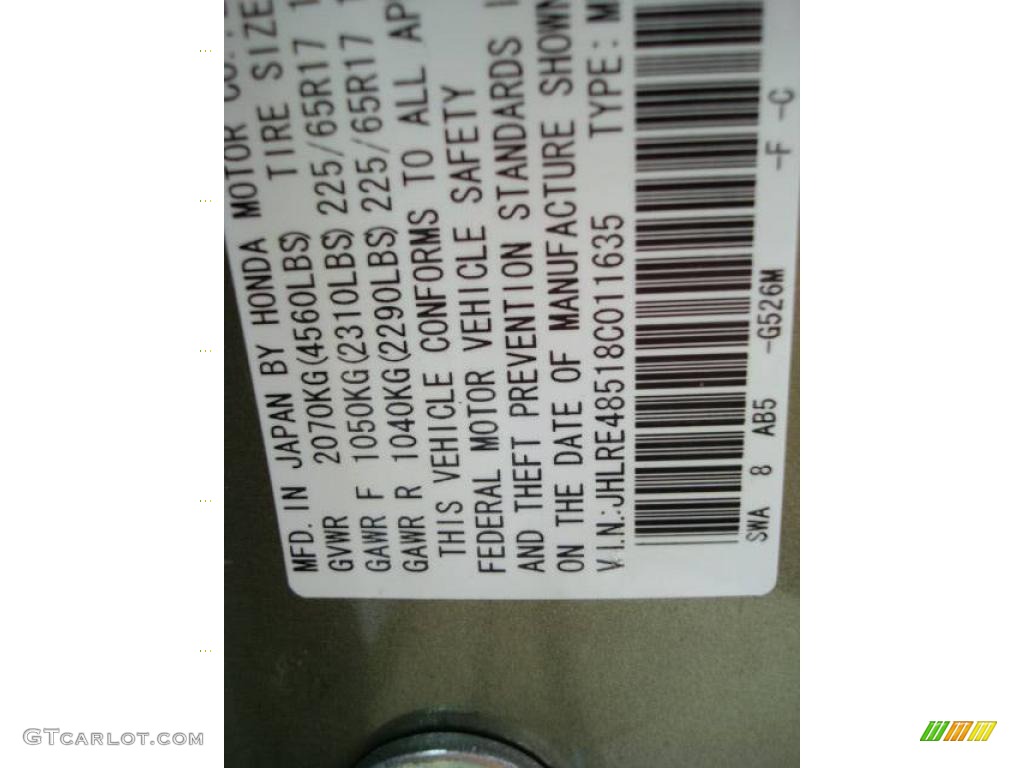 MFD. IN JAPAN BY HONDA MOTOR CO.
GVWR 2070KG(4560LBS) TIRE SIZE
GAWR F 1050KG(2310LBS) 225/65R17 1
GAWR R 1040KG(2290LBS) 225/65R17 1
THIS VEHICLE CONFORMS TO ALL AP
FEDERAL MOTOR VEHICLE SAFETY
AND THEFT PREVENTION STANDARDS I
ON THE DATE OF MANUFACTURE SHOWN
V.I.N.:JHLRE48518C011635 TYPE: M
SWA 8 AB5 -G526M -F -C
GTCARLOT.COM